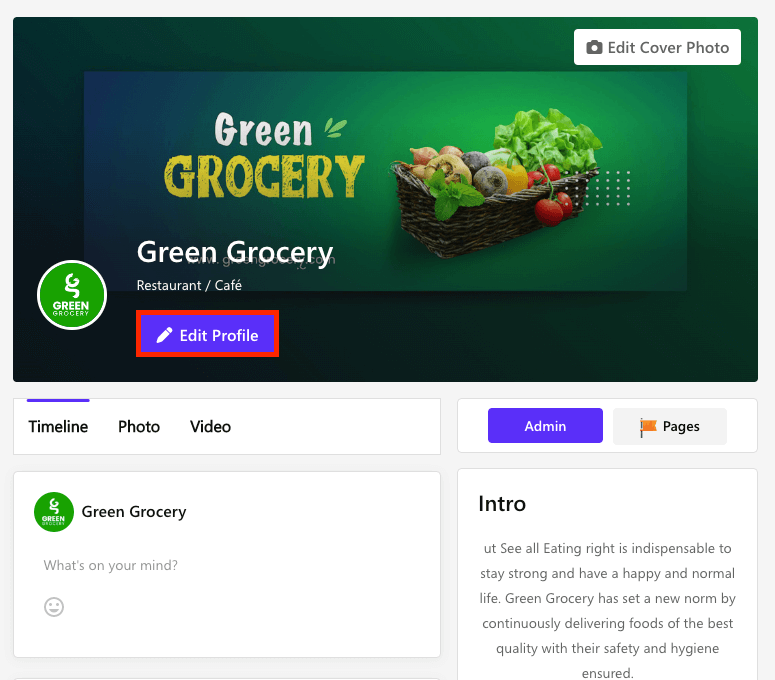 Edit Cover Photo
Green
GROCERY
Green Grocery
www.greengrocery.com
Restaurant / Café
GREEN
GROCERY
Edit Profile
Timeline Photo Video
Admin Pages
GREEN
GROCERY
Green Grocery
What's on your mind?
Intro
ut See all Eating right is indispensable to
stay strong and have a happy and normal
life. Green Grocery has set a new norm by
continuously delivering foods of the best
quality with their safety and hygiene
ensured.